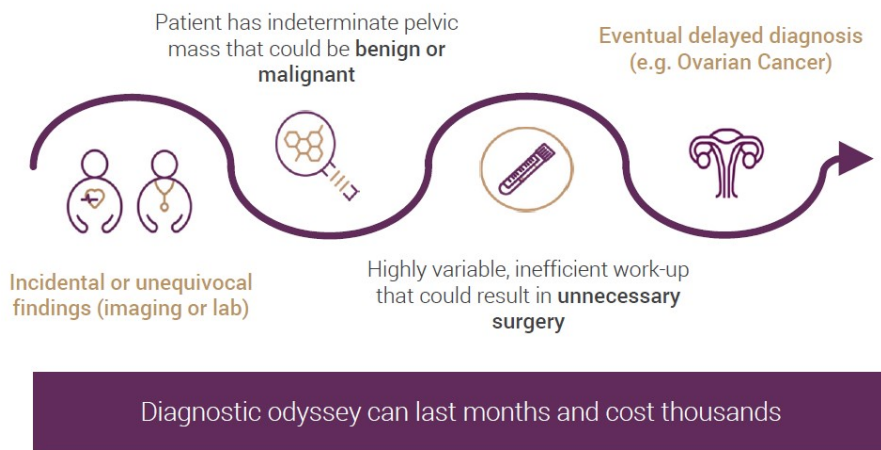 Patient has indeterminate pelvic
mass that could be benign or
malignant
Eventual delayed diagnosis
(e.g. Ovarian Cancer)
Incidental or unequivocal
findings (imaging or lab)
Highly variable, inefficient work-up
that could result in unnecessary
surgery
Diagnostic odyssey can last months and cost thousands